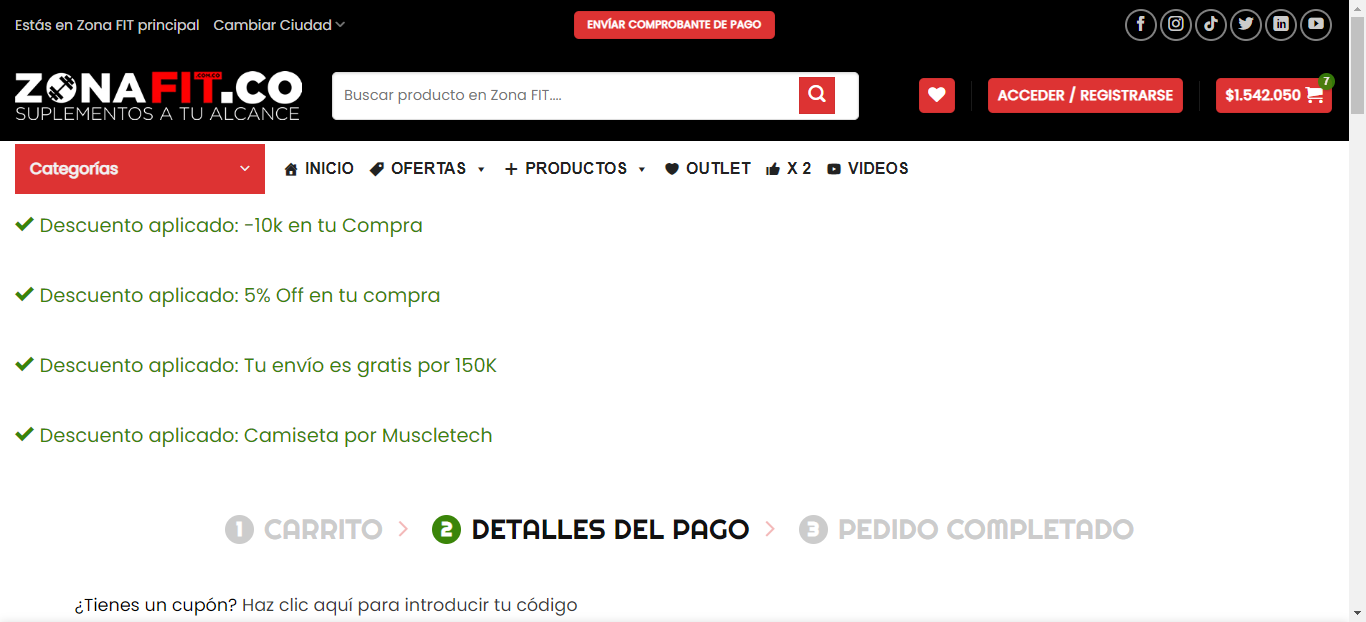 Estás en Zona FIT principal Cambiar Ciudad
ENVÍAR COMPROBANTE DE PAGO
ZONAFIT.CO
.COM.CO
SUPLEMENTOS A TU ALCANCE
Buscar producto en Zona FIT....
ACCEDER / REGISTRARSE
$1.542.050
7
Categorías
INICIO OFERTAS PRODUCTOS OUTLET X 2 VIDEOS
Descuento aplicado: -10k en tu Compra
Descuento aplicado: 5% Off en tu compra
Descuento aplicado: Tu envío es gratis por 150K
Descuento aplicado: Camiseta por Muscletech
1 CARRITO 2 DETALLES DEL PAGO 3 PEDIDO COMPLETADO
¿Tienes un cupón? Haz clic aquí para introducir tu código